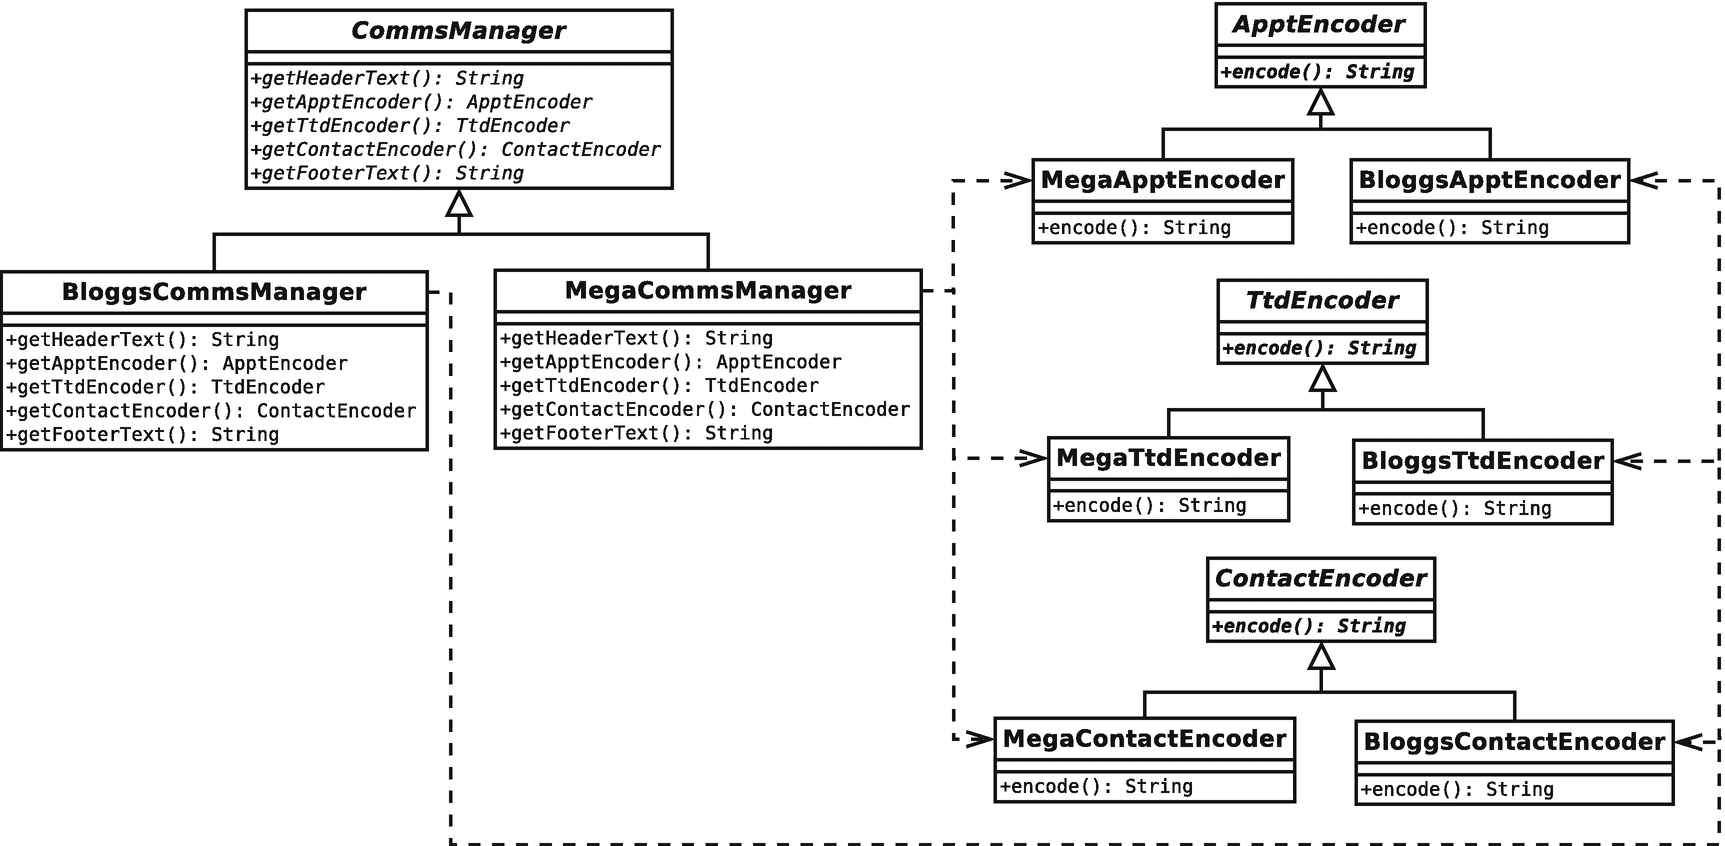 CommsManager
+getHeaderText(): String
+getApptEncoder(): ApptEncoder
+getTtdEncoder(): TtdEncoder
+getContactEncoder(): ContactEncoder
+getFooterText(): String
BloggsCommsManager
+getHeaderText(): String
+getApptEncoder(): ApptEncoder
+getTtdEncoder(): TtdEncoder
+getContactEncoder(): ContactEncoder
+getFooterText(): String
MegaCommsManager
+getHeaderText(): String
+getApptEncoder(): ApptEncoder
+getTtdEncoder(): TtdEncoder
+getContactEncoder(): ContactEncoder
+getFooterText(): String
ApptEncoder
+encode(): String
MegaApptEncoder
+encode(): String
BloggsApptEncoder
+encode(): String
TtdEncoder
+encode(): String
MegaTtdEncoder
+encode(): String
BloggsTtdEncoder
+encode(): String
ContactEncoder
+encode(): String
MegaContactEncoder
+encode(): String
BloggsContactEncoder
+encode(): String